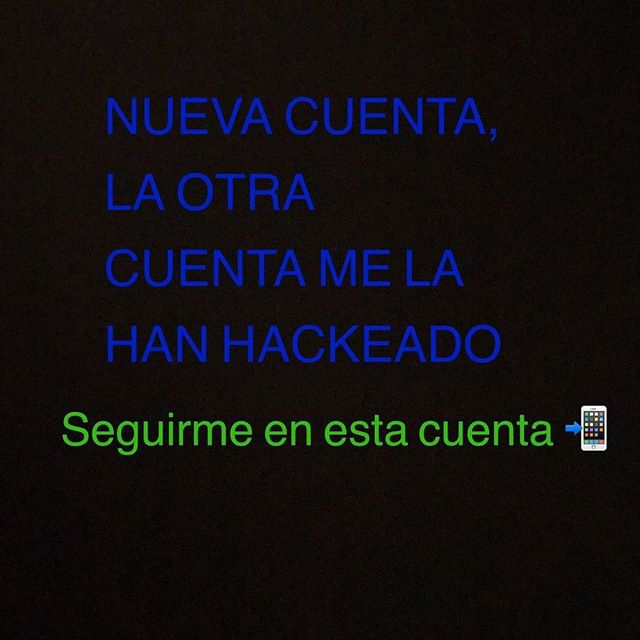 NUEVA CUENTA,
LA OTRA
CUENTA ME LA
HAN HACKEADO
Seguirme en esta cuenta 📲